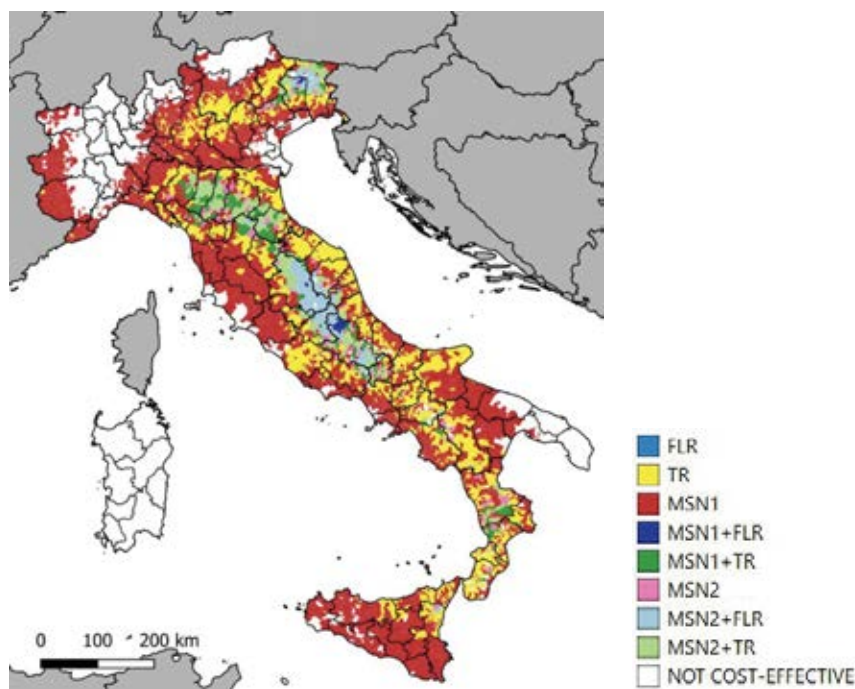 0 100 200 km
FLR
TR
MSN1
MSN1+FLR
MSN1+TR
MSN2
MSN2+FLR
MSN2+TR
NOT COST-EFFECTIVE